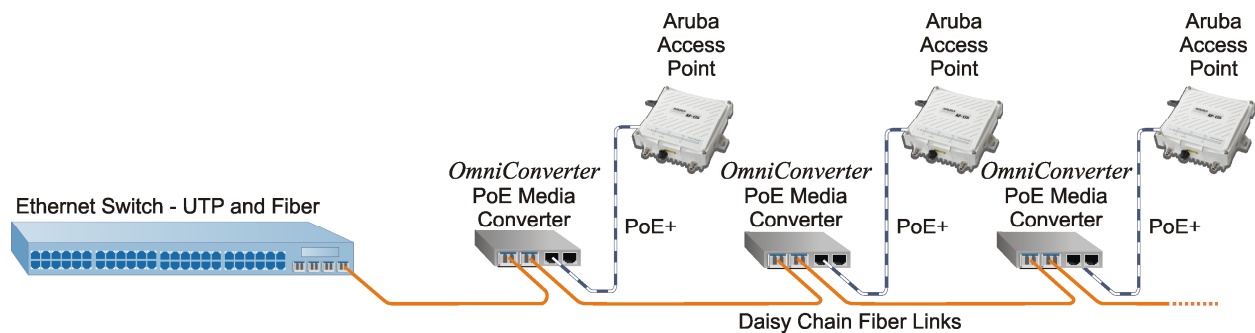 Aruba
Access
Point
Aruba
Access
Point
Aruba
Access
Point
OmniConverter
PoE Media
Converter
OmniConverter
PoE Media
Converter
OmniConverter
PoE Media
Converter
Ethernet Switch - UTP and Fiber
PoE+
PoE+
PoE+
Daisy Chain Fiber Links